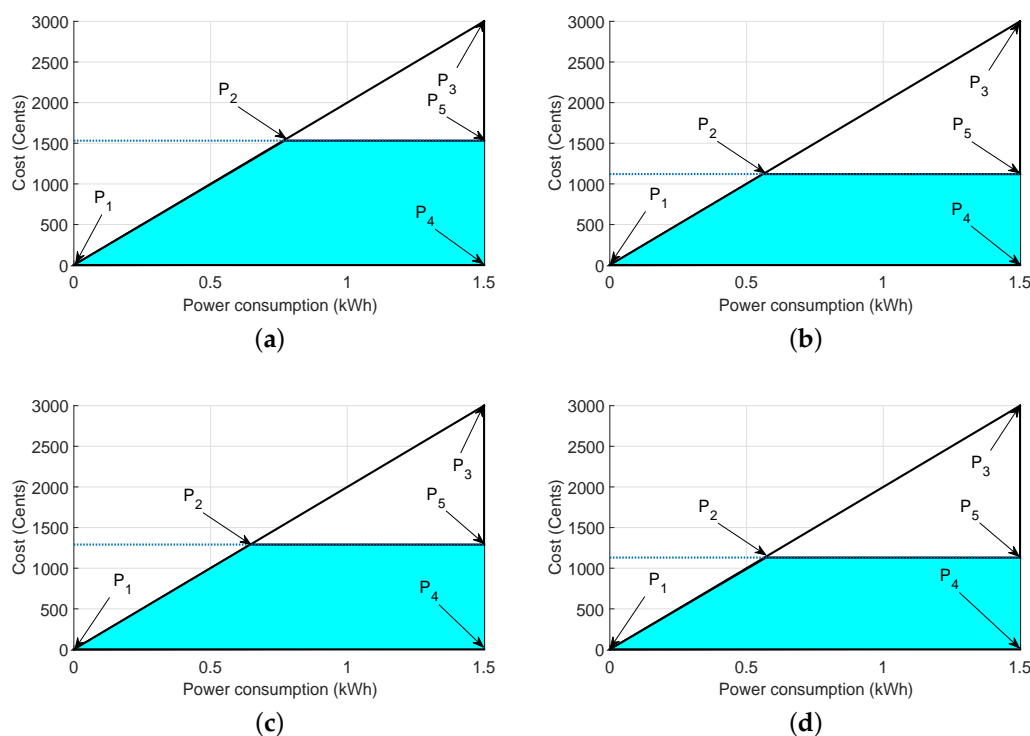 3000
2500
2000
1500
1000
500
0
Cost (Cents)
P1
P2
P3
P5
P4
0 0.5 1 1.5
Power consumption (kWh)
(a)
3000
2500
2000
1500
1000
500
0
Cost (Cents)
P1
P2
P3
P5
P4
0 0.5 1 1.5
Power consumption (kWh)
(b)
3000
2500
2000
1500
1000
500
0
Cost (Cents)
P1
P2
P3
P5
P4
0 0.5 1 1.5
Power consumption (kWh)
(c)
3000
2500
2000
1500
1000
500
0
Cost (Cents)
P1
P2
P3
P5
P4
0 0.5 1 1.5
Power consumption (kWh)
(d)